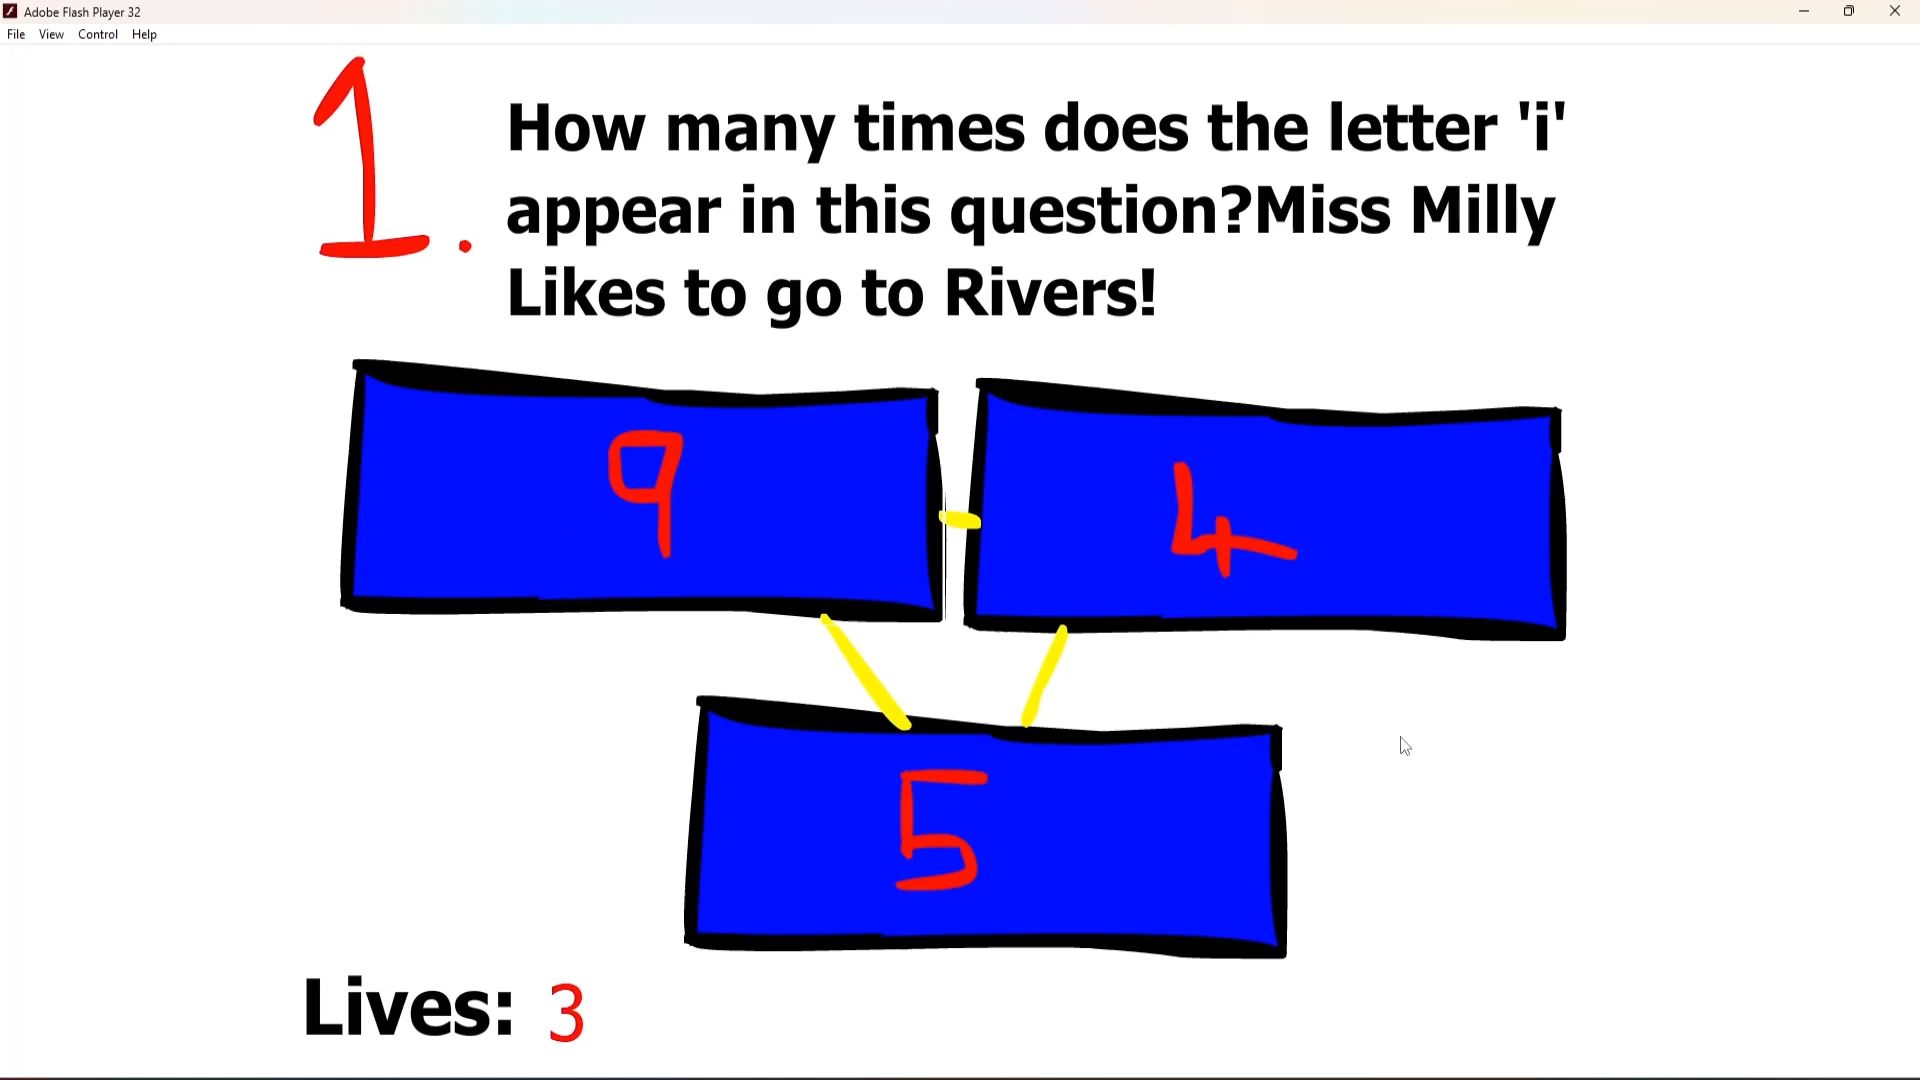 Adobe Flash Player 32
File View Control Help
1. How many times does the letter 'i'
appear in this question?Miss Milly
Likes to go to Rivers!
9
4
5
Lives: 3